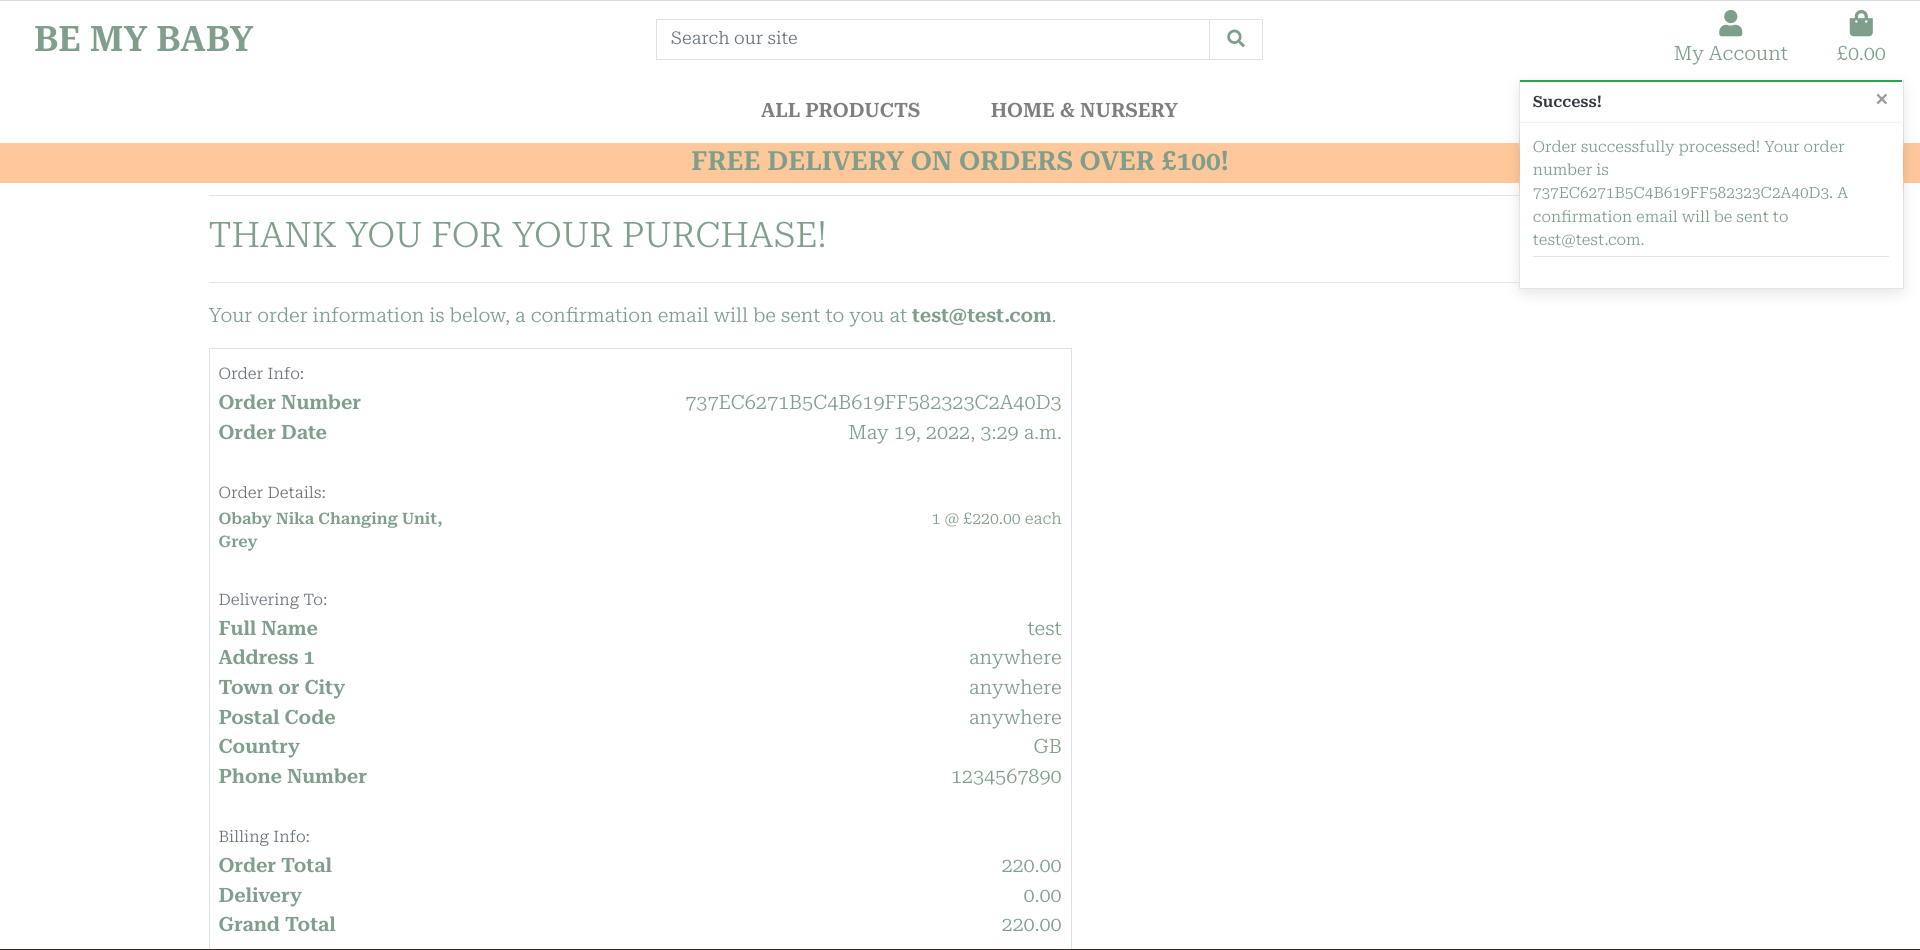 BE MY BABY
Search our site
My Account
£0.00
ALL PRODUCTS
HOME & NURSERY
FREE DELIVERY ON ORDERS OVER £100!
Success!
×
Order successfully processed! Your order
number is
737EC6271B5C4B619FF582323C2A40D3. A
confirmation email will be sent to
test@test.com.
THANK YOU FOR YOUR PURCHASE!
Your order information is below, a confirmation email will be sent to you at test@test.com.
Order Info:
Order Number 737EC6271B5C4B619FF582323C2A40D3
Order Date May 19, 2022, 3:29 a.m.
Order Details:
Obaby Nika Changing Unit, 1 @ £220.00 each
Grey
Delivering To:
Full Name test
Address 1 anywhere
Town or City anywhere
Postal Code anywhere
Country GB
Phone Number 1234567890
Billing Info:
Order Total 220.00
Delivery 0.00
Grand Total 220.00